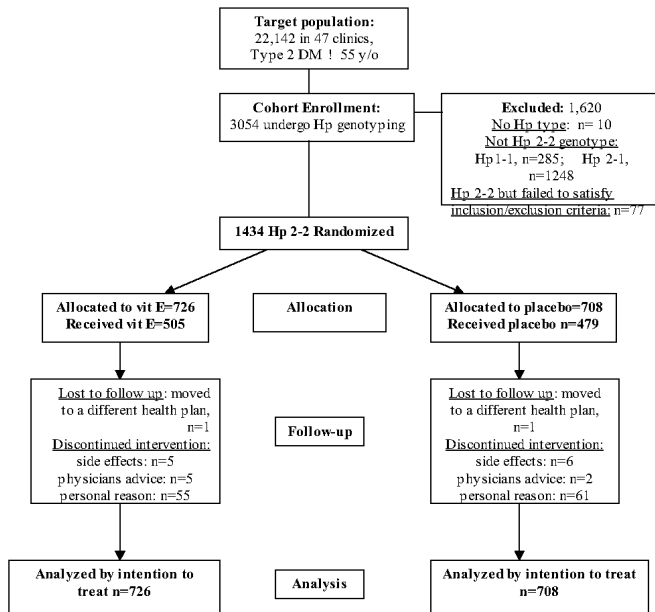 Target population:
22,142 in 47 clinics,
Type 2 DM ! 55 y/o
Cohort Enrollment:
3054 undergo Hp genotyping
Excluded: 1,620
No Hp type: n= 10
Not Hp 2-2 genotype:
Hp1-1, n=285; Hp 2-1,
n=1248
Hp 2-2 but failed to satisfy
inclusion/exclusion criteria: n=77
1434 Hp 2-2 Randomized
Allocated to vit E=726
Received vit E=505
Allocation
Allocated to placebo=708
Received placebo n=479
Lost to follow up: moved
to a different health plan,
n=1
Discontinued intervention:
side effects: n=5
physicians advice: n=5
personal reason: n=55
Follow-up
Lost to follow up: moved
to a different health plan,
n=1
Discontinued intervention:
side effects: n=6
physicians advice: n=2
personal reason: n=61
Analyzed by intention to
treat n=726
Analysis
Analyzed by intention to
treat n=708